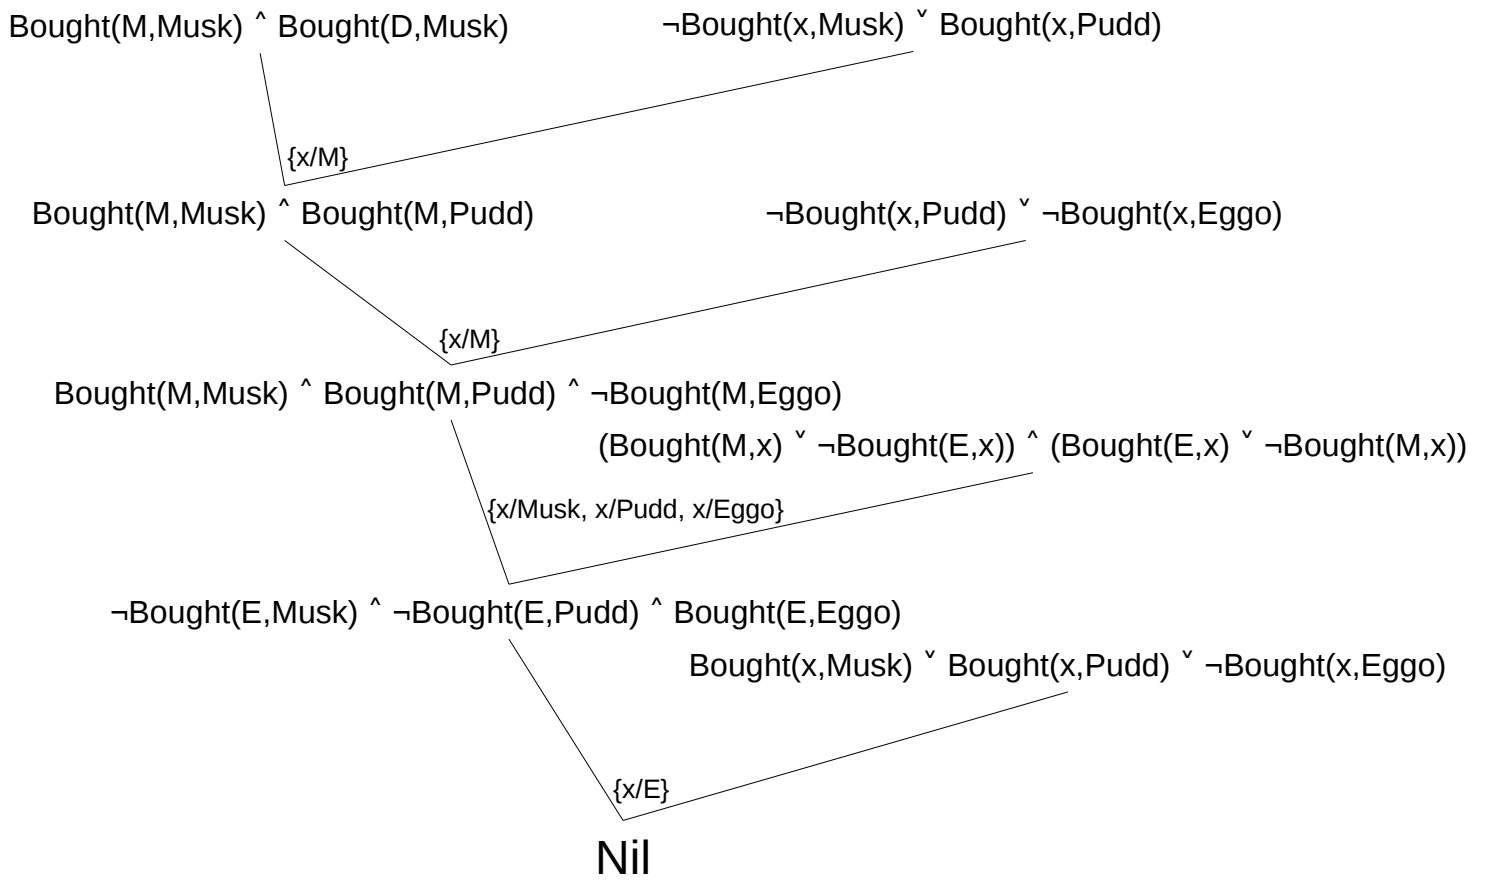 Bought(M,Musk) ˄ Bought(D,Musk)
¬Bought(x,Musk) ˅ Bought(x,Pudd)
{x/M}
Bought(M,Musk) ˄ Bought(M,Pudd)
¬Bought(x,Pudd) ˅ ¬Bought(x,Eggo)
{x/M}
Bought(M,Musk) ˄ Bought(M,Pudd) ˄ ¬Bought(M,Eggo)
(Bought(M,x) ˅ ¬Bought(E,x)) ˄ (Bought(E,x) ˅ ¬Bought(M,x))
{x/Musk, x/Pudd, x/Eggo}
¬Bought(E,Musk) ˄ ¬Bought(E,Pudd) ˄ Bought(E,Eggo)
Bought(x,Musk) ˅ Bought(x,Pudd) ˅ ¬Bought(x,Eggo)
{x/E}
Nil